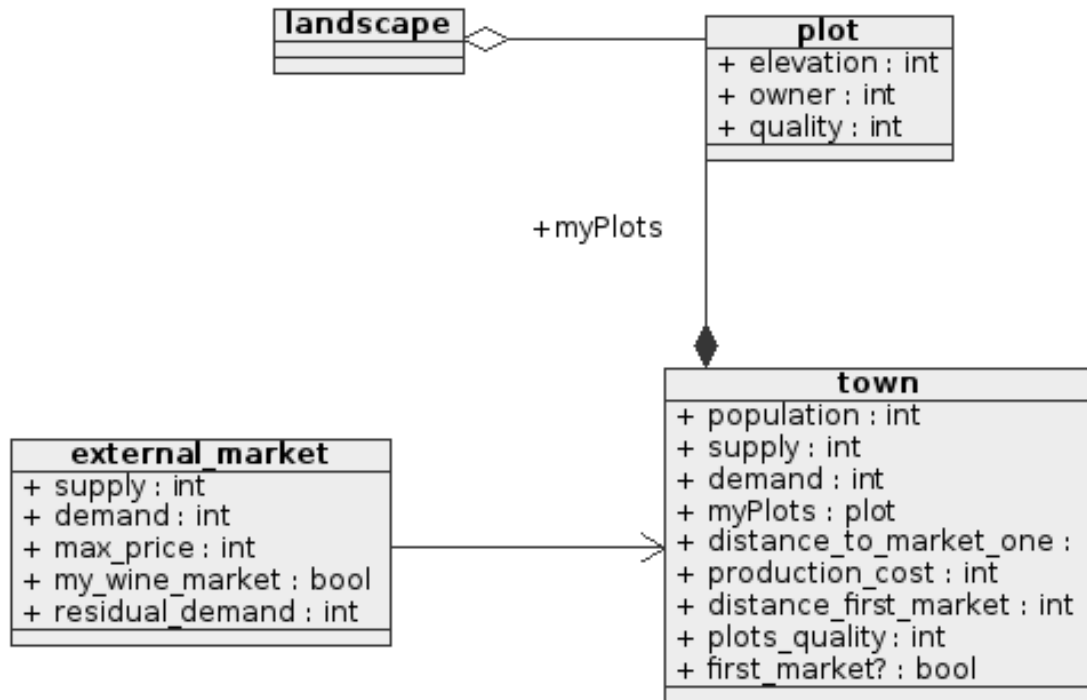 landscape
plot
+ elevation : int
+ owner : int
+ quality : int
+myPlots
town
+ population : int
+ supply : int
+ demand : int
+ myPlots : plot
+ distance_to_market_one :
+ production_cost : int
+ distance_first_market : int
+ plots_quality : int
+ first_market? : bool
external_market
+ supply : int
+ demand : int
+ max_price : int
+ my_wine_market : bool
+ residual_demand : int